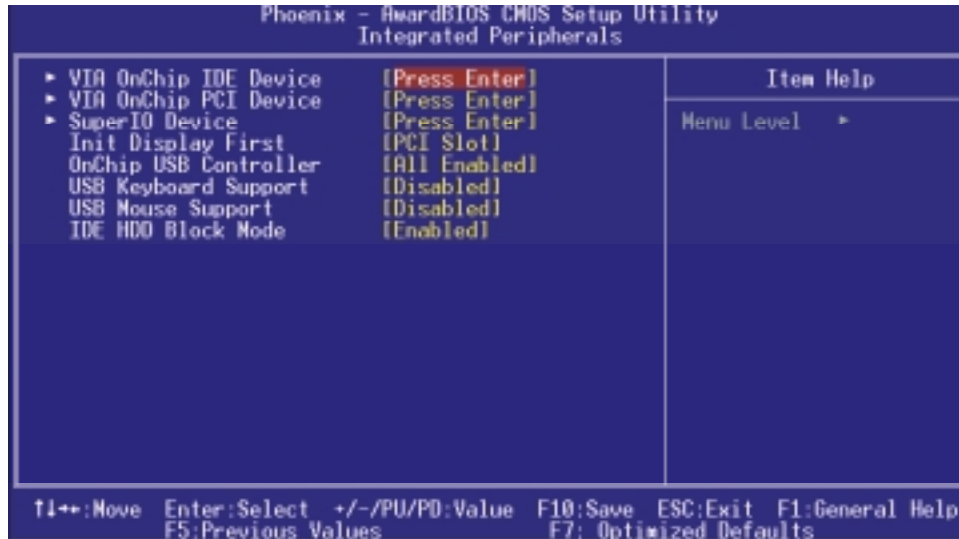 Phoenix - AwardBIOS CMOS Setup Utility
Integrated Peripherals
► VIA OnChip IDE Device [Press Enter]
► VIA OnChip PCI Device [Press Enter]
► SuperIO Device [Press Enter]
Init Display First [PCI Slot]
OnChip USB Controller [All Enabled]
USB Keyboard Support [Disabled]
USB Mouse Support [Disabled]
IDE HDD Block Mode [Enabled]
Item Help
Menu Level ►
↑↓→←:Move Enter:Select +/-/PU/PD:Value F10:Save ESC:Exit F1:General Help
F5:Previous Values F7: Optimized Defaults